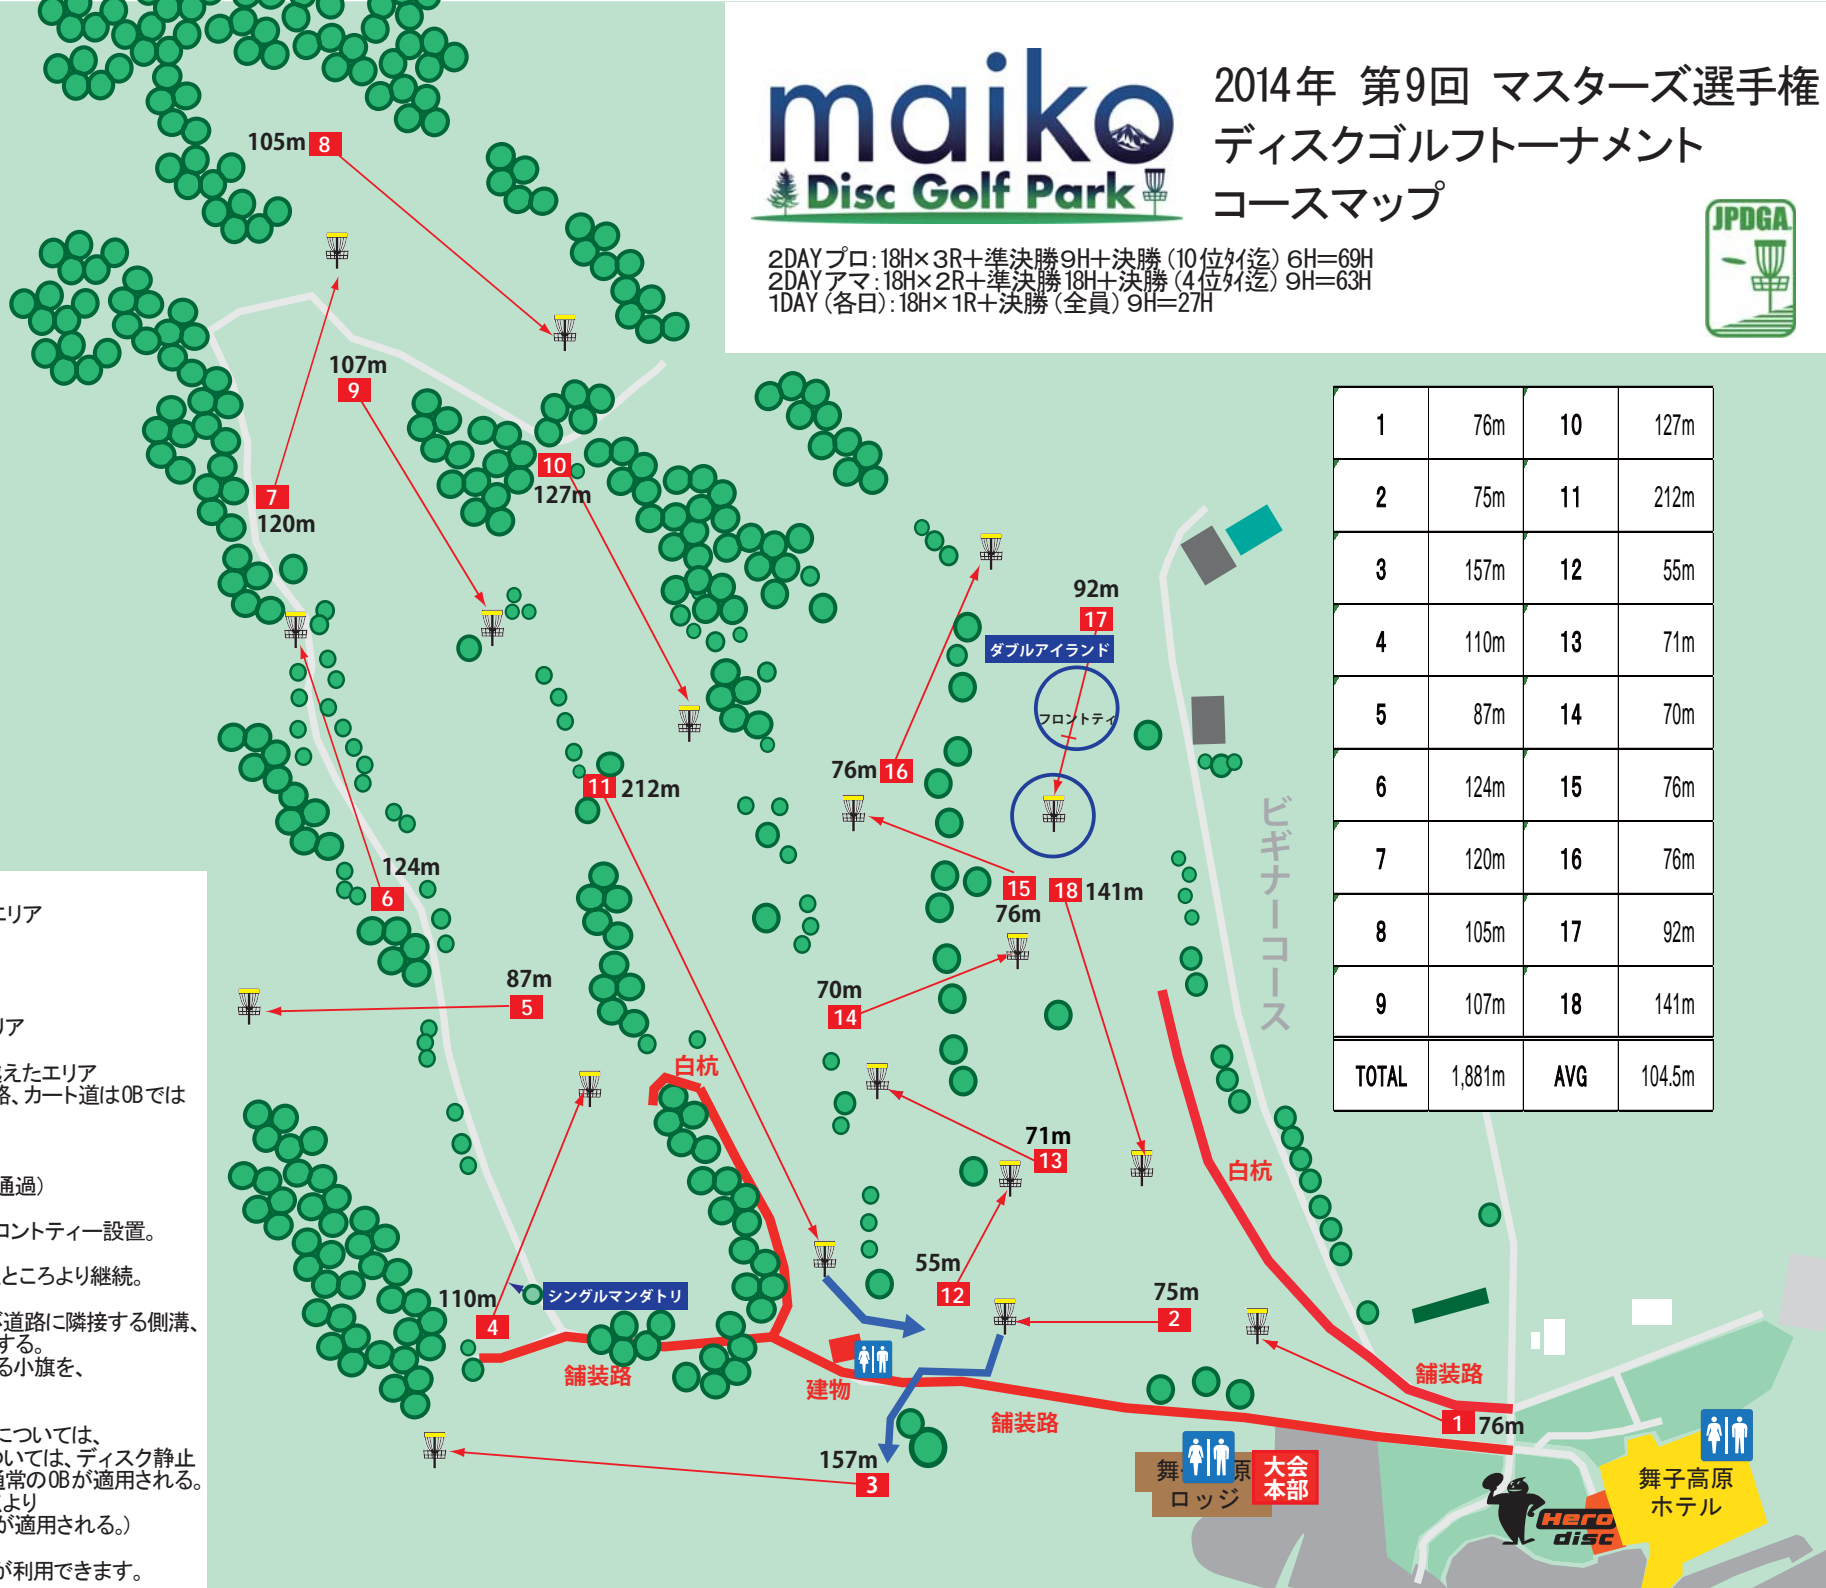 maiko
Disc Golf Park
2014年 第9回 マスターズ選手権
ディスクゴルフトーナメント
コースマップ
JPDGA
2DAYプロ：18H×3R＋準決勝9H＋決勝（10位タイ迄）6H＝69H
2DAYアマ：18H×2R＋準決勝18H＋決勝（4位タイ迄）9H＝63H
1DAY（各日）：18H×1R＋決勝（全員）9H＝27H
105m 8
107m
9
10
127m
7
120m
92m
17
ダブルアイランド
フロントティ
76m 16
11 212m
124m
6
15
76m
18 141m
87m
5
70m
14
白杭
71m
13
白杭
55m
12
75m
2
110m
4
シングルマンダトリ
舗装路
建物
舗装路
舗装路
1 76m
157m
3
ビギナーコース
舞子高原
ロッジ
大会
本部
舞子高原
ホテル
Hero
disc
1 76m 10 127m
2 75m 11 212m
3 157m 12 55m
4 110m 13 71m
5 87m 14 70m
6 124m 15 76m
7 120m 16 76m
8 105m 17 92m
9 107m 18 141m
TOTAL 1,881m AVG 104.5m
エリア
リア
越えたエリア
路、カート道はOBでは
通過）
ロントティー設置。
ところより継続。
道路に隣接する側溝、
する。
る小旗を、
については、
ついては、ディスク静止
通常のOBが適用される。
より
が適用される。）
が利用できます。